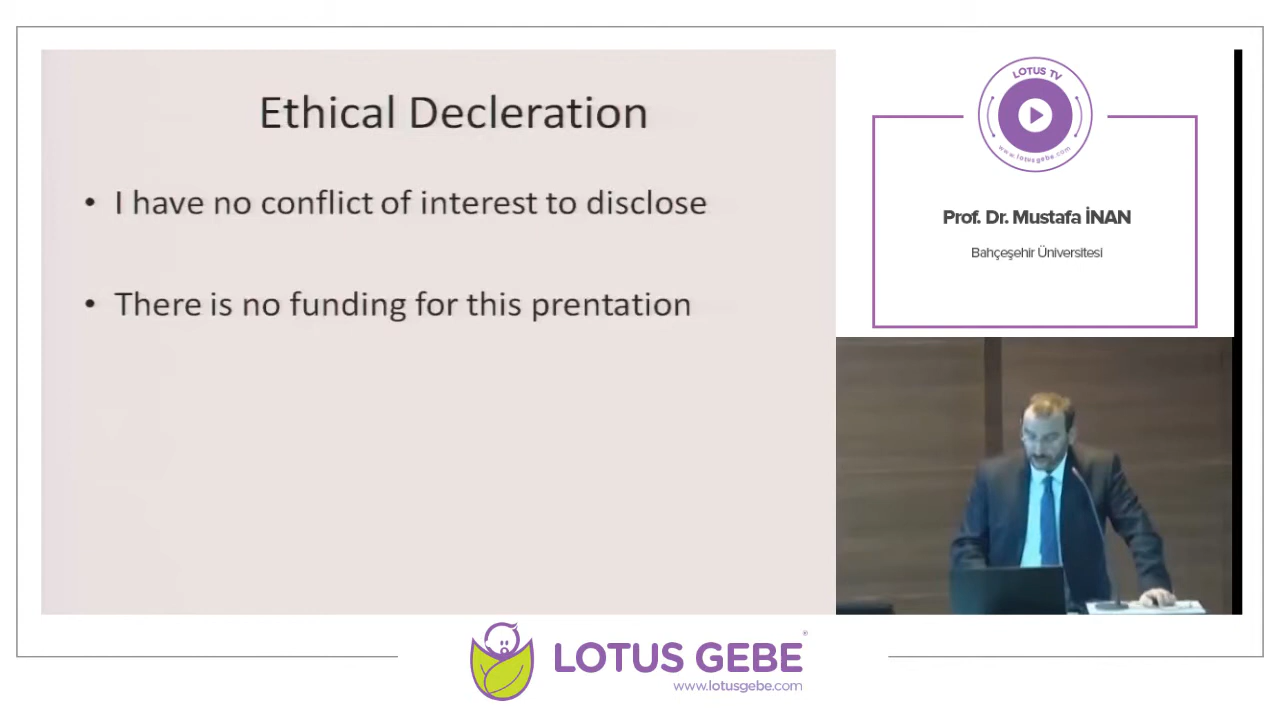 Ethical Decleration
• I have no conflict of interest to disclose
• There is no funding for this prentation
LOTUS TV
www.lotusgebe.com
Prof. Dr. Mustafa İNAN
Bahçeşehir Üniversitesi
LOTUS GEBE®
www.lotusgebe.com